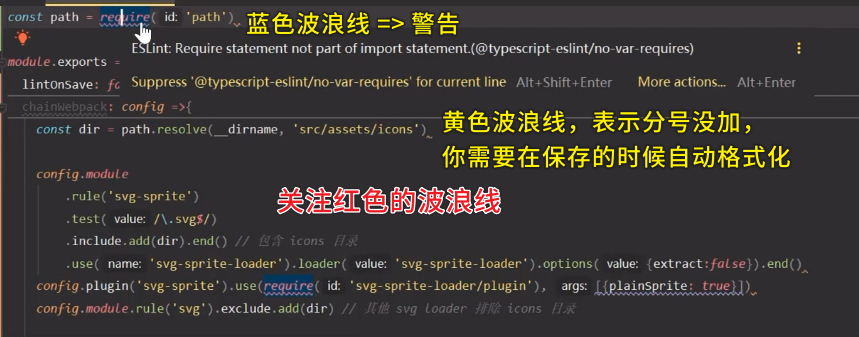 const path = require( id: 'path')
蓝色波浪线 => 警告
ESLint: Require statement not part of import statement.(@typescript-eslint/no-var-requires)
module.exports =
Suppress '@typescript-eslint/no-var-requires' for current line Alt+Shift+Enter More actions... Alt+Enter
lintOnSave: fa
chainWebpack: config =>{
const dir = path.resolve(__dirname, 'src/assets/icons')
黄色波浪线，表示分号没加，
你需要在保存的时候自动格式化
config.module
.rule('svg-sprite')
关注红色的波浪线
.test( value: /\.svg$/)
.include.add(dir).end() // 包含 icons 目录
.use( name: 'svg-sprite-loader').loader( value: 'svg-sprite-loader').options( value: {extract:false}).end()
config.plugin('svg-sprite').use(require( id: 'svg-sprite-loader/plugin'), args: [{plainSprite: true}])
config.module.rule('svg').exclude.add(dir) // 其他 svg loader 排除 icons 目录